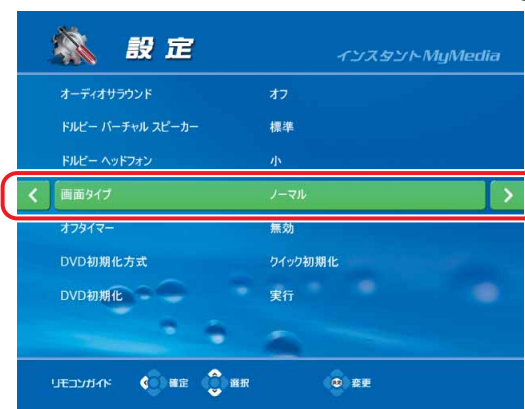 設定
インスタントMyMedia
オーディオサラウンド オフ
ドルビー バーチャル スピーカー 標準
ドルビー ヘッドフォン 小
画面タイプ ノーマル
オフタイマー 無効
DVD初期化方式 クイック初期化
DVD初期化 実行
リモコンガイド 確定 選択 変更